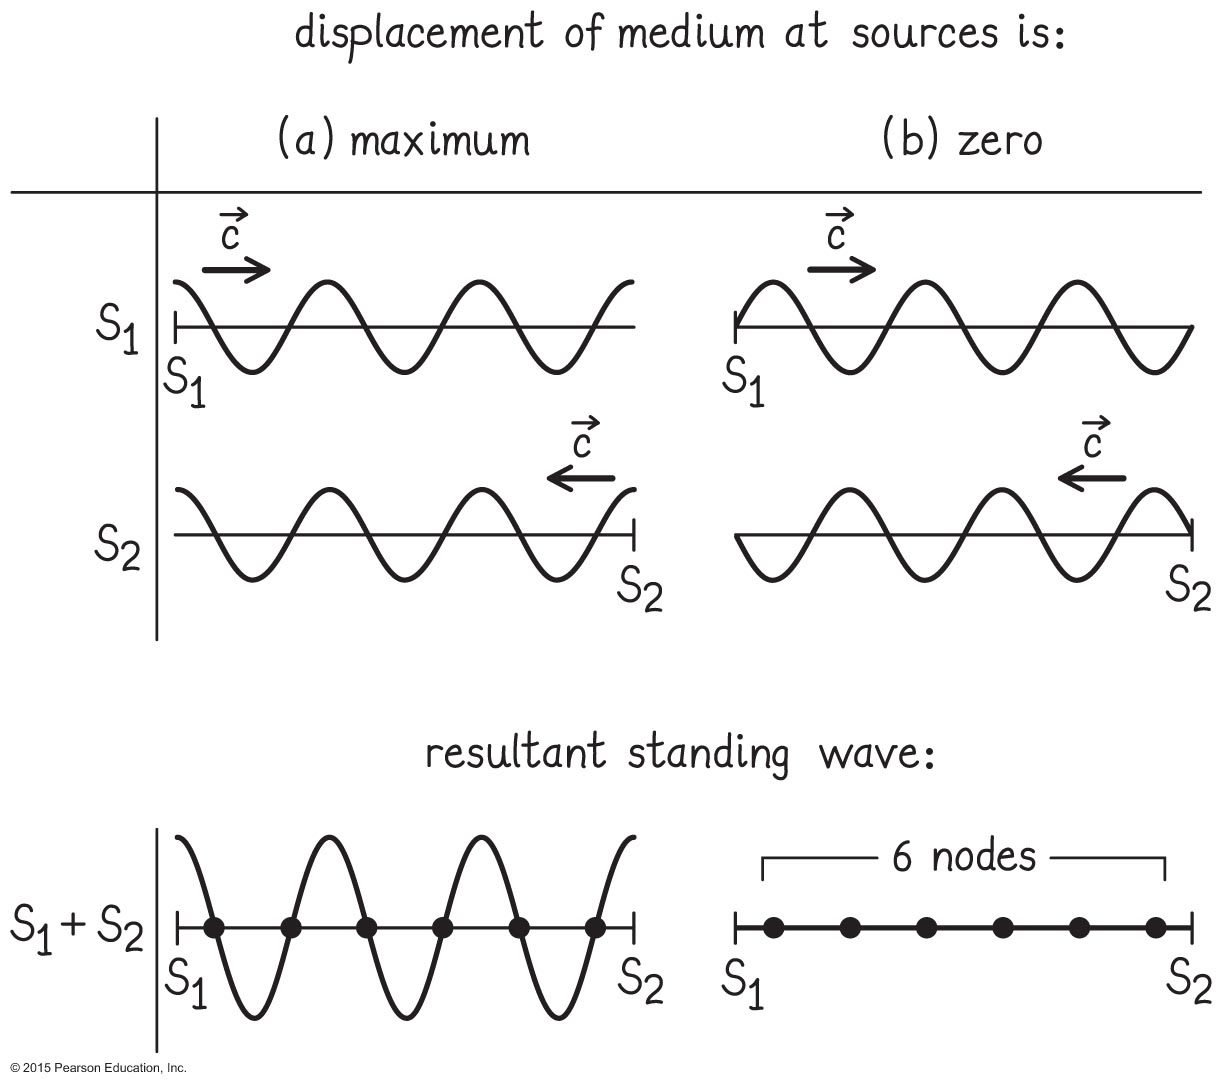 displacement of medium at sources is:
(a) maximum (b) zero
c⃗ c⃗
S₁
S₁ S₁
c⃗ c⃗
S₂
S₂ S₂
resultant standing wave:
6 nodes
S₁ + S₂
S₁ S₂ S₁ S₂
© 2015 Pearson Education, Inc.